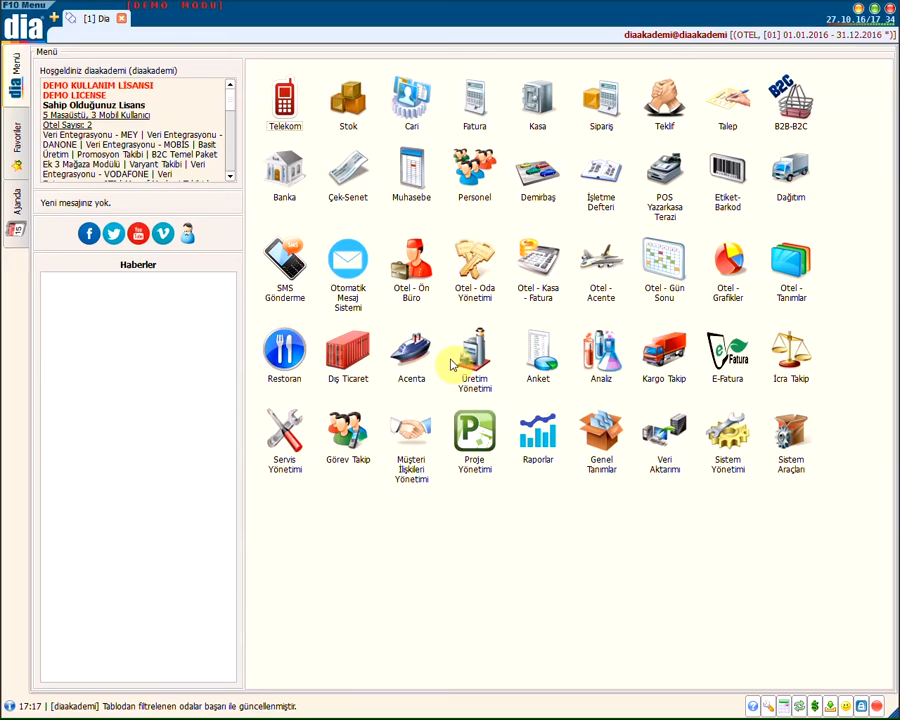 F10 Menu
[DEMO MODU]
dia
[1] Dia
27.10.16/17 34
diaakademi@diaakademi [(OTEL, [01] 01.01.2016 - 31.12.2016 *)]
dia Menü
Favoriler
Ajanda
15
Menü
Hoşgeldiniz diaakademi (diaakademi)
DEMO KULLANIM LİSANSI
DEMO LICENSE
Sahip Olduğunuz Lisans
5 Masaüstü, 3 Mobil Kullanıcı
Otel Sayısı: 2
Veri Entegrasyonu - MEY | Veri Entegrasyonu -
DANONE | Veri Entegrasyonu - MOBİS | Basit
Üretim | Promosyon Takibi | B2C Temel Paket
Ek 3 Mağaza Modülü | Varyant Takibi | Veri
Entegrasyonu - VODAFONE | Veri
Yeni mesajınız yok.
Haberler
Telekom
Stok
Cari
Fatura
Kasa
Sipariş
Teklif
Talep
B2C
B2B-B2C
Banka
Çek-Senet
Muhasebe
Personel
Demirbaş
İşletme
Defteri
POS
Yazarkasa
Terazi
Etiket-
Barkod
Dağıtım
SMS
SMS
Gönderme
Otomatik
Mesaj
Sistemi
Otel - Ön
Büro
Otel - Oda
Yönetimi
Otel - Kasa
- Fatura
Otel -
Acente
Otel - Gün
Sonu
Otel -
Grafikler
Otel -
Tanımlar
Restoran
Dış Ticaret
Acenta
Üretim
Yönetimi
Anket
Analiz
Kargo Takip
Fatura
E-Fatura
İcra Takip
Servis
Yönetimi
Görev Takip
Müşteri
İlişkileri
Yönetimi
P
Proje
Yönetimi
Raporlar
Genel
Tanımlar
Veri
Aktarımı
Sistem
Yönetimi
Sistem
Araçları
17:17 | [diaakademi] Tablodan filtrelenen odalar başarı ile güncellenmiştir.